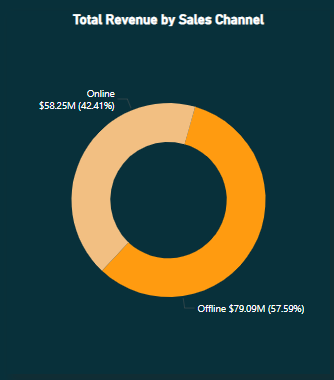 Total Revenue by Sales Channel
Online
$58.25M (42.41%)
Offline $79.09M (57.59%)